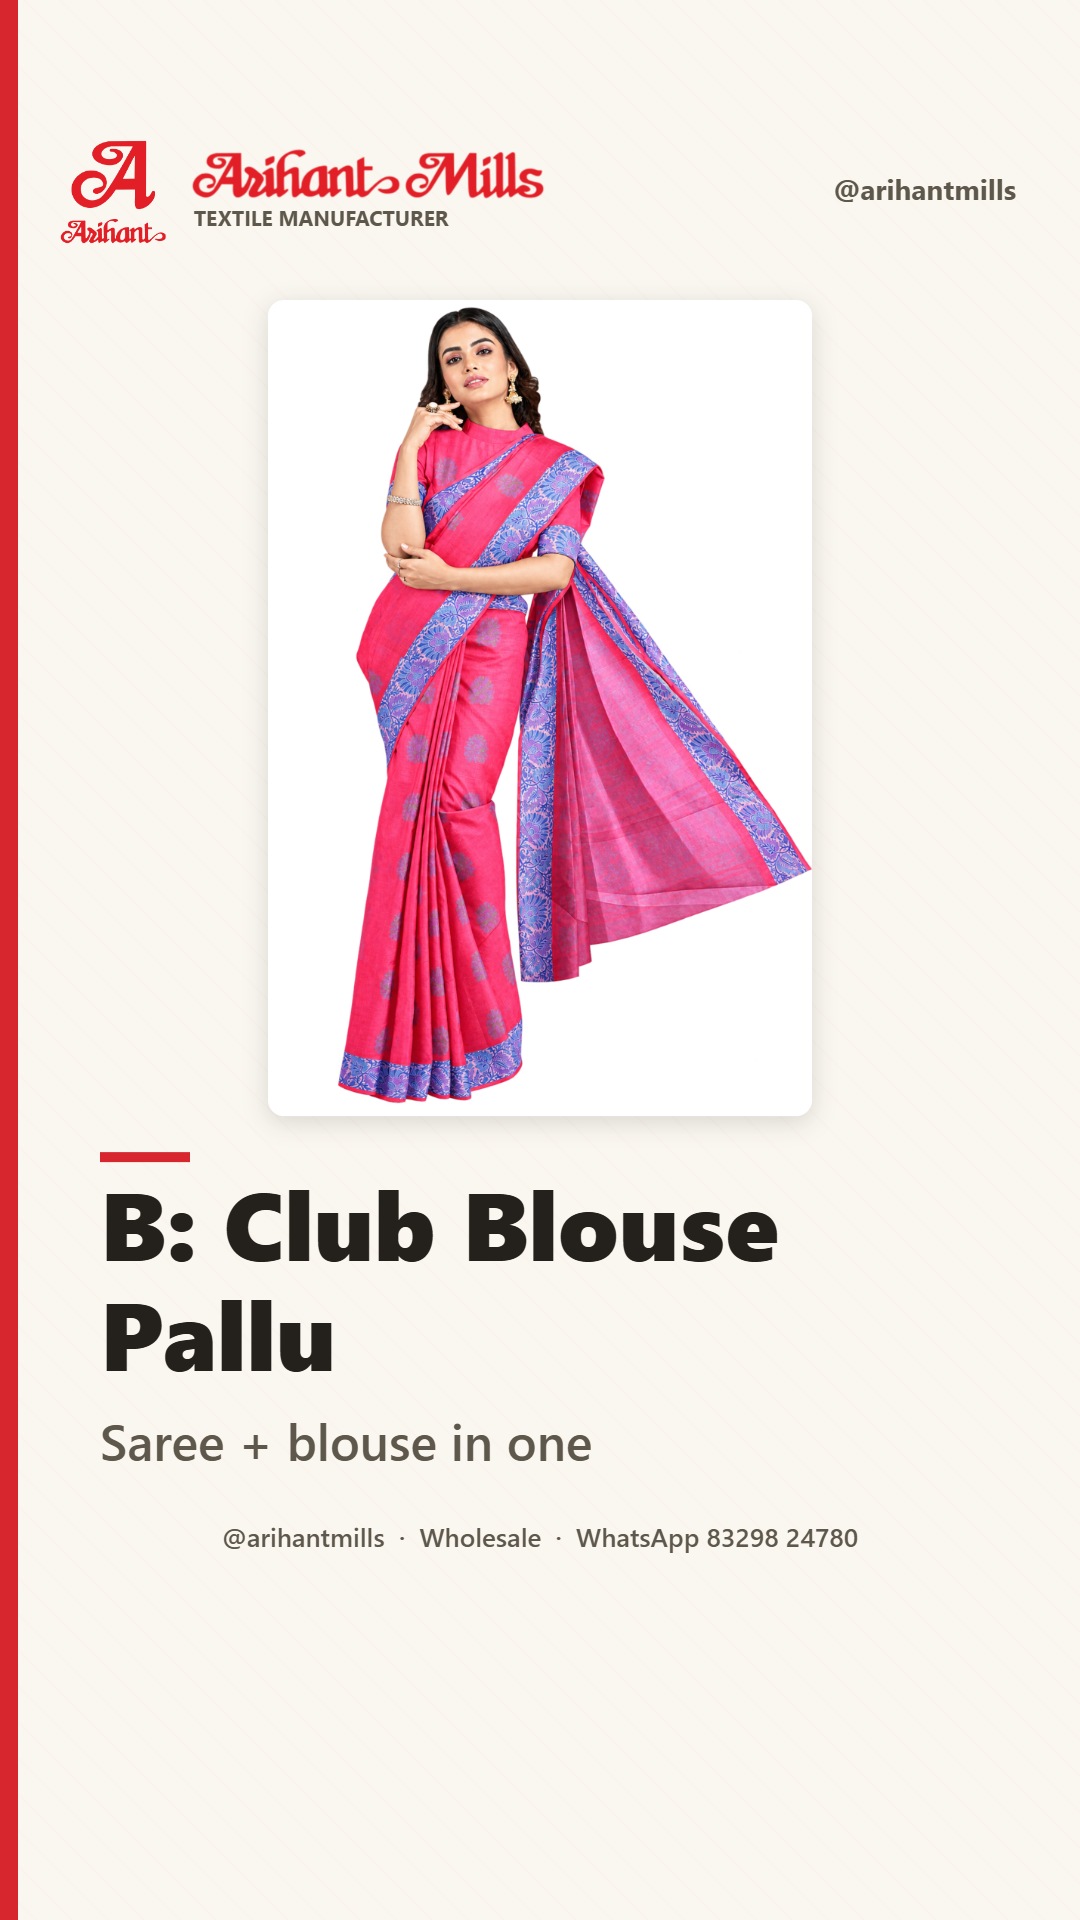 A
Arihant
Arihant Mills
TEXTILE MANUFACTURER
@arihantmills
B: Club Blouse
Pallu
Saree + blouse in one
@arihantmills · Wholesale · WhatsApp 83298 24780